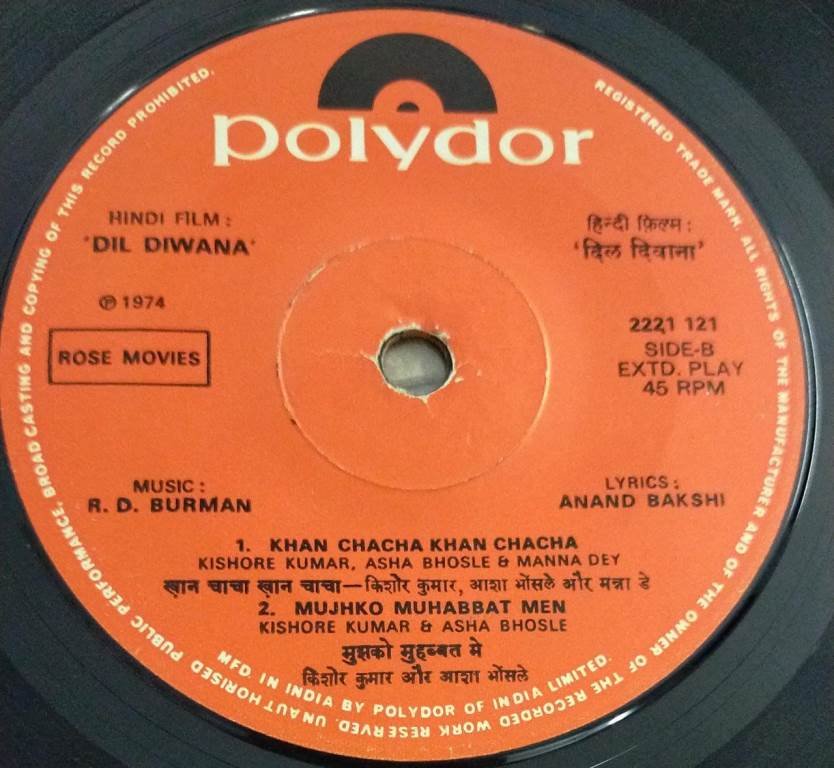 polydor
HINDI FILM :
'DIL DIWANA'
हिन्दी फ़िल्म :
'दिल दिवाना'
℗ 1974
ROSE MOVIES
2221 121
SIDE-B
EXTD. PLAY
45 RPM
MUSIC :
R. D. BURMAN
LYRICS :
ANAND BAKSHI
1. KHAN CHACHA KHAN CHACHA
KISHORE KUMAR, ASHA BHOSLE & MANNA DEY
खान चाचा खान चाचा—किशोर कुमार, आशा भोंसले और मन्ना डे
2. MUJHKO MUHABBAT MEN
KISHORE KUMAR & ASHA BHOSLE
मुझको मुहब्बत मे
किशोर कुमार और आशा भोंसले
MFD. IN INDIA BY POLYDOR OF INDIA LIMITED.
REGISTERED TRADE MARK. ALL RIGHTS OF THE MANUFACTURER AND OF THE OWNER OF THE RECORDED WORK RESERVED. UNAUTHORISED PUBLIC PERFORMANCE, BROADCASTING AND COPYING OF THIS RECORD PROHIBITED.